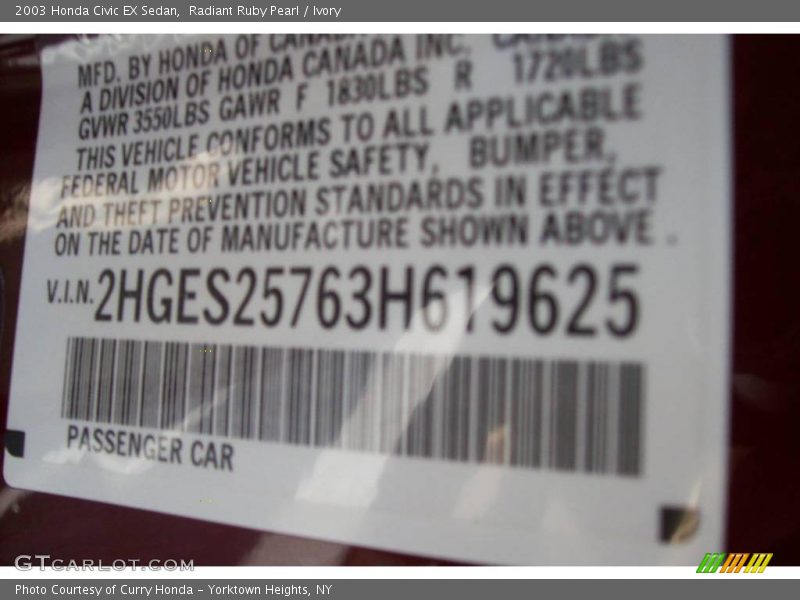 2003 Honda Civic EX Sedan, Radiant Ruby Pearl / Ivory
MFD. BY HONDA OF CANADA
A DIVISION OF HONDA CANADA INC.
GVWR 3550LBS GAWR F 1830LBS R 1720LBS
THIS VEHICLE CONFORMS TO ALL APPLICABLE
FEDERAL MOTOR VEHICLE SAFETY, BUMPER,
AND THEFT PREVENTION STANDARDS IN EFFECT
ON THE DATE OF MANUFACTURE SHOWN ABOVE.
V.I.N. 2HGES25763H619625
PASSENGER CAR
GTcarlot.com
Photo Courtesy of Curry Honda - Yorktown Heights, NY